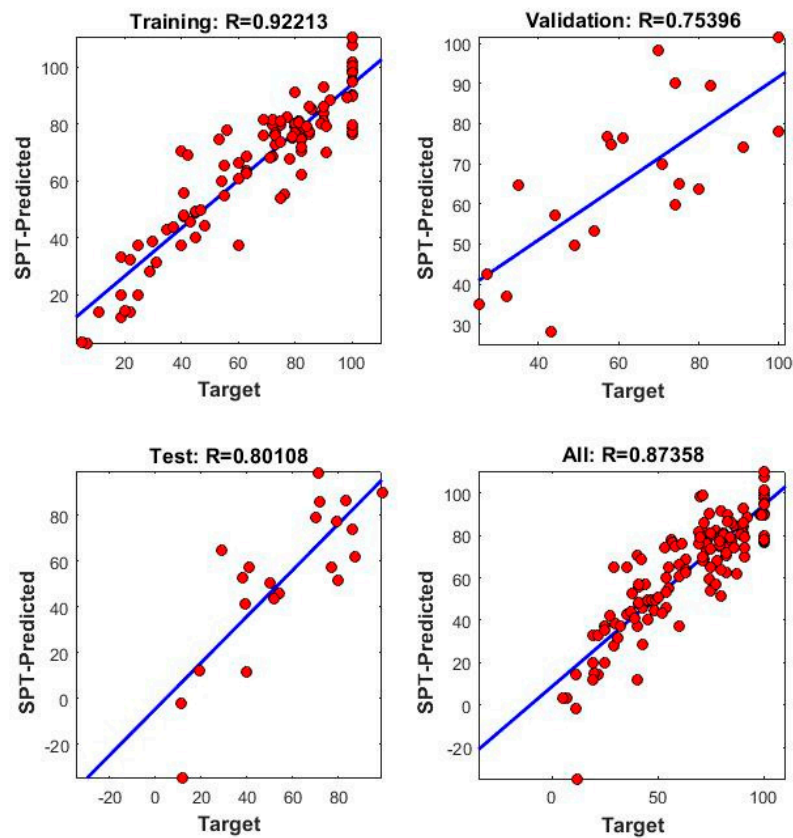 Training: R=0.92213
SPT-Predicted
100
80
60
40
20
20 40 60 80 100
Target
Validation: R=0.75396
SPT-Predicted
100
90
80
70
60
50
40
30
40 60 80 100
Target
Test: R=0.80108
SPT-Predicted
80
60
40
20
0
-20
-20 0 20 40 60 80
Target
All: R=0.87358
SPT-Predicted
100
80
60
40
20
0
-20
0 50 100
Target